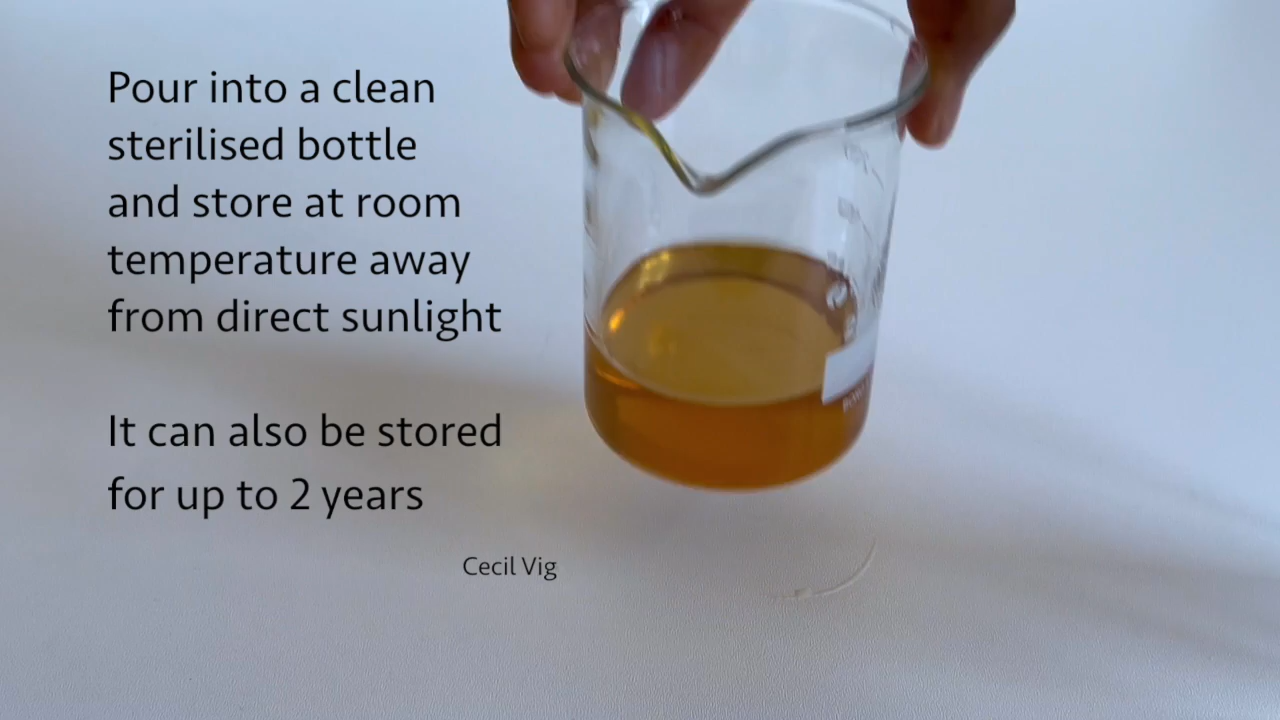 Pour into a clean
sterilised bottle
and store at room
temperature away
from direct sunlight
It can also be stored
for up to 2 years
Cecil Vig